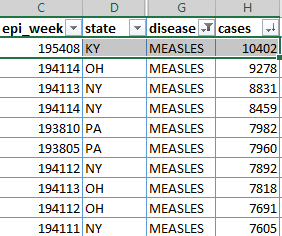 C D G H
epi_week state disease cases
195408 KY MEASLES 10402
194114 OH MEASLES 9278
194113 NY MEASLES 8831
194114 NY MEASLES 8459
193810 PA MEASLES 7982
193805 PA MEASLES 7960
194112 NY MEASLES 7892
194113 OH MEASLES 7818
194112 OH MEASLES 7691
194111 NY MEASLES 7605